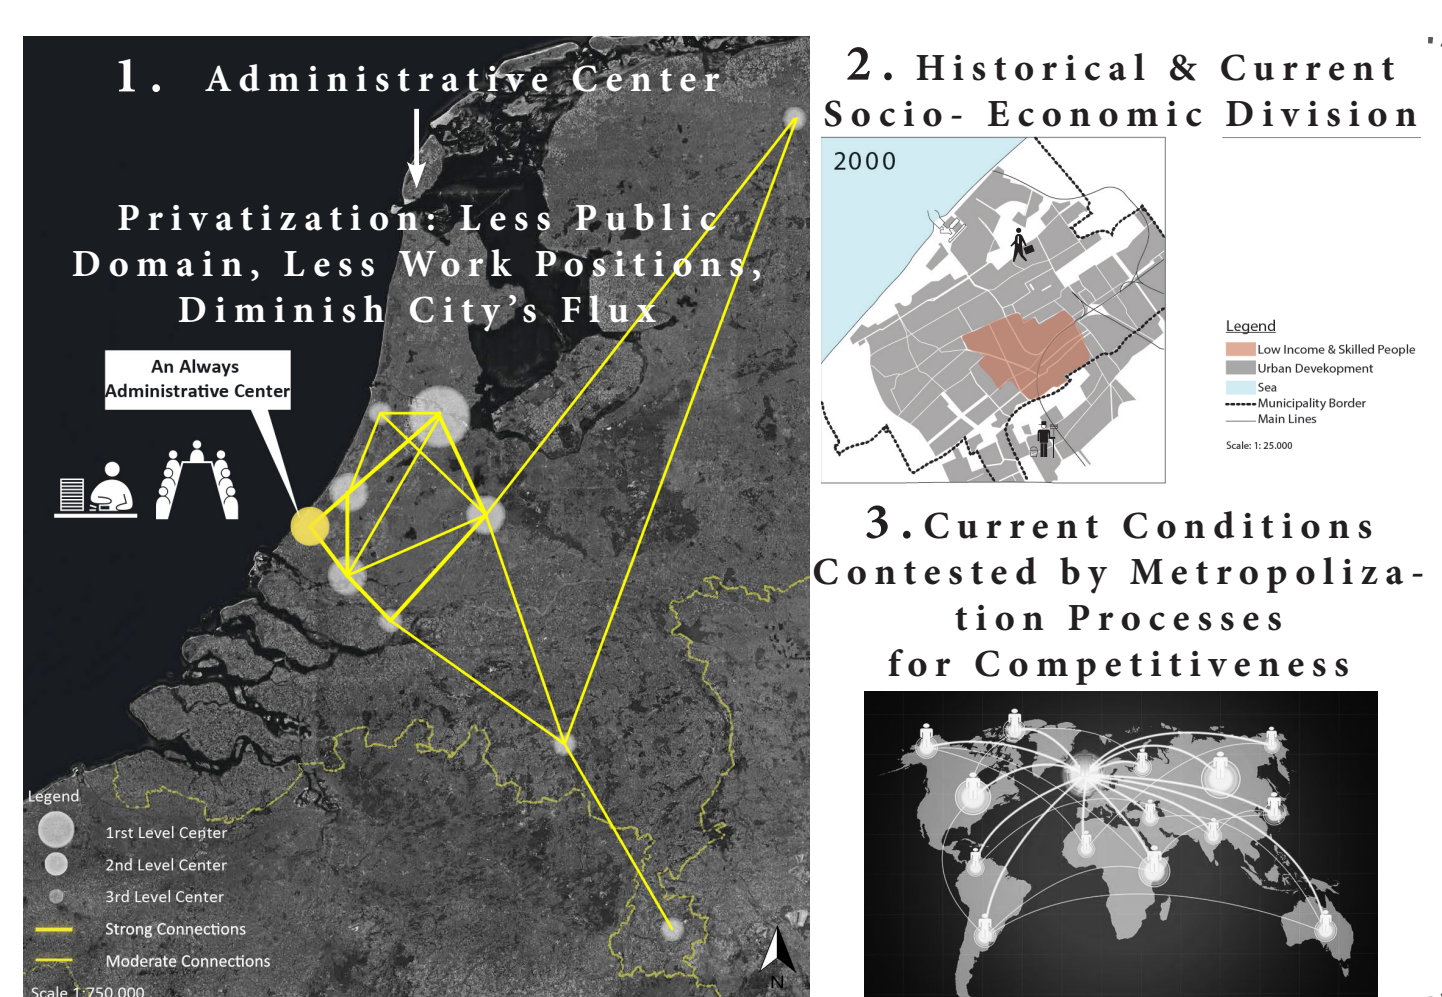 1. Administrative Center
Privatization: Less Public
Domain, Less Work Positions,
Diminish City's Flux
An Always
Administrative Center
Legend
1rst Level Center
2nd Level Center
3rd Level Center
Strong Connections
Moderate Connections
Scale 1:750.000
N
2. Historical & Current
Socio- Economic Division
2000
Legend
Low Income & Skilled People
Urban Devekopment
Sea
Municipality Border
Main Lines
Scale: 1: 25.000
3. Current Conditions
Contested by Metropoliza-
tion Processes
for Competitiveness